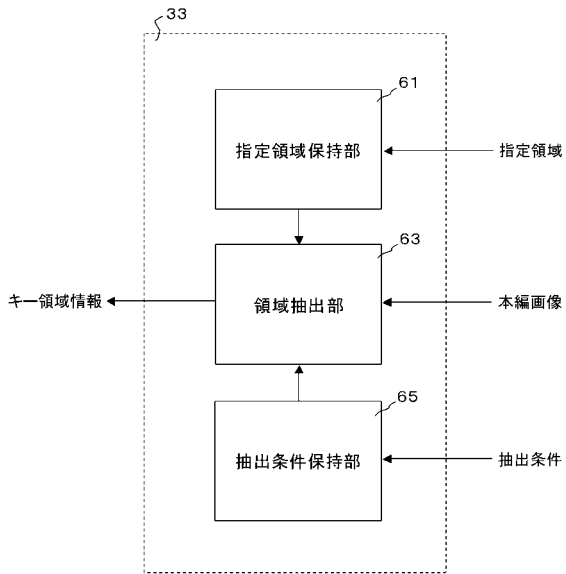 33
61
指定領域保持部
指定領域
63
キー領域情報
領域抽出部
本編画像
65
抽出条件保持部
抽出条件